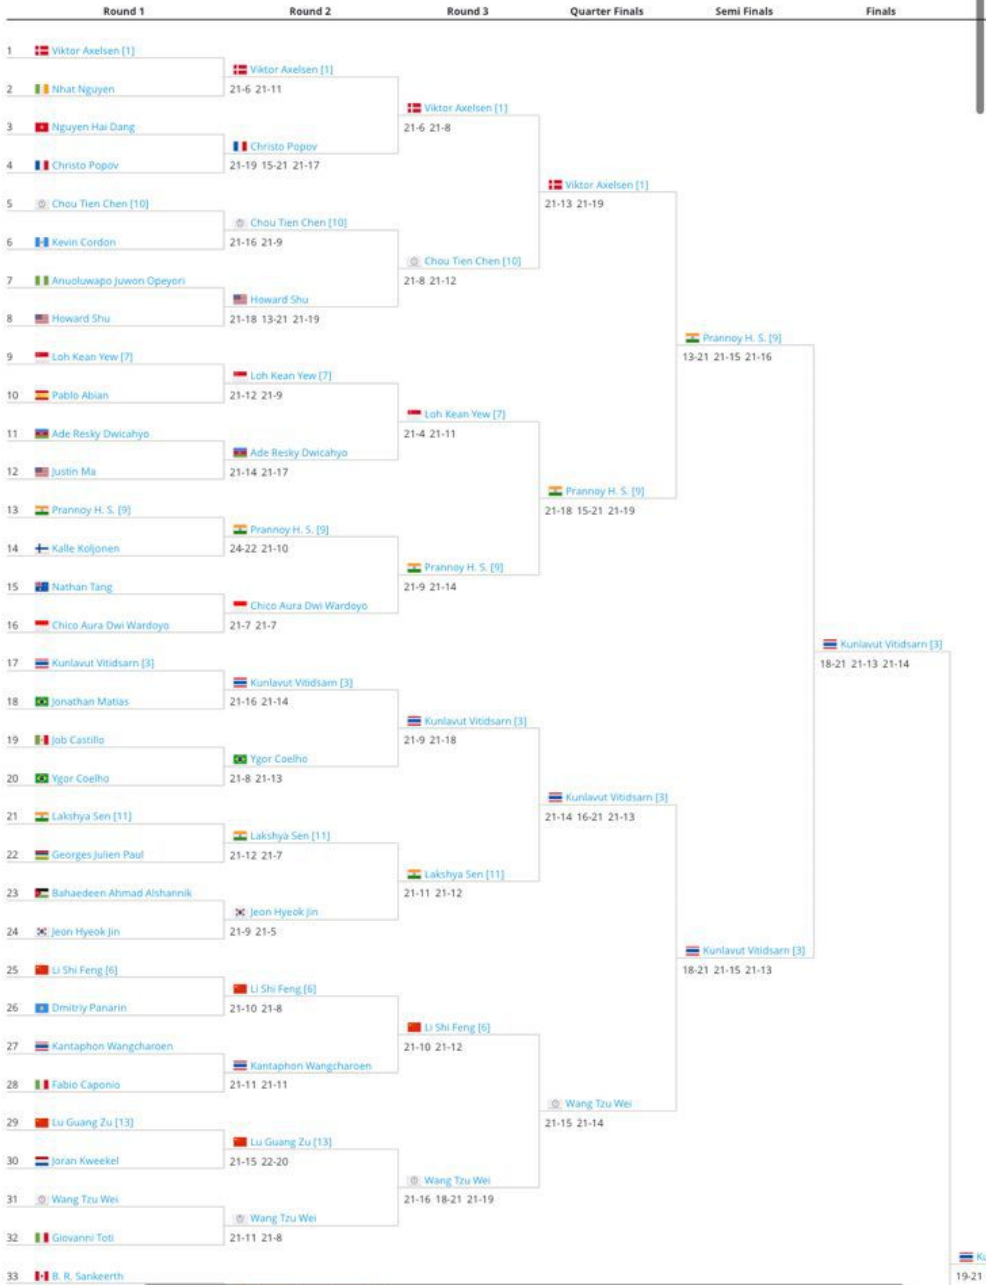 Round 1 Round 2 Round 3 Quarter Finals Semi Finals Finals
1 Viktor Axelsen [1]
Viktor Axelsen [1]
2 Nhat Nguyen
21-6 21-11
Viktor Axelsen [1]
3 Nguyen Hai Dang
21-6 21-8
Christo Popov
4 Christo Popov
21-19 15-21 21-17
Viktor Axelsen [1]
5 Chou Tien Chen [10]
21-13 21-19
Chou Tien Chen [10]
6 Kevin Cordon
21-16 21-9
Chou Tien Chen [10]
7 Anuoluwapo Juwon Opeyori
21-8 21-12
Howard Shu
8 Howard Shu
21-18 13-21 21-19
Prannoy H. S. [9]
9 Loh Kean Yew [7]
13-21 21-15 21-16
Loh Kean Yew [7]
10 Pablo Abian
21-12 21-9
Loh Kean Yew [7]
11 Ade Resky Dwicahyo
21-4 21-11
Ade Resky Dwicahyo
12 Justin Ma
21-14 21-17
Prannoy H. S. [9]
13 Prannoy H. S. [9]
21-18 15-21 21-19
Prannoy H. S. [9]
14 Kalle Koljonen
24-22 21-10
Prannoy H. S. [9]
15 Nathan Tang
21-9 21-14
Chico Aura Dwi Wardoyo
16 Chico Aura Dwi Wardoyo
21-7 21-7
Kunlavut Vitidsarn [3]
17 Kunlavut Vitidsarn [3]
18-21 21-13 21-14
Kunlavut Vitidsarn [3]
18 Jonathan Matias
21-16 21-14
Kunlavut Vitidsarn [3]
19 Job Castillo
21-9 21-18
Ygor Coelho
20 Ygor Coelho
21-8 21-13
Kunlavut Vitidsarn [3]
21 Lakshya Sen [11]
21-14 16-21 21-13
Lakshya Sen [11]
22 Georges Julien Paul
21-12 21-7
Lakshya Sen [11]
23 Bahaedeen Ahmad Alshannik
21-11 21-12
Jeon Hyeok Jin
24 Jeon Hyeok Jin
21-9 21-5
Kunlavut Vitidsarn [3]
25 Li Shi Feng [6]
18-21 21-15 21-13
Li Shi Feng [6]
26 Dmitriy Panarin
21-10 21-8
Li Shi Feng [6]
27 Kantaphon Wangcharoen
21-10 21-12
Kantaphon Wangcharoen
28 Fabio Caponio
21-11 21-11
Wang Tzu Wei
29 Lu Guang Zu [13]
21-15 21-14
Lu Guang Zu [13]
30 Joran Kweekel
21-15 22-20
Wang Tzu Wei
31 Wang Tzu Wei
21-16 18-21 21-19
Wang Tzu Wei
32 Giovanni Toti
21-11 21-8
Ku
33 B. R. Sankeerth
19-21